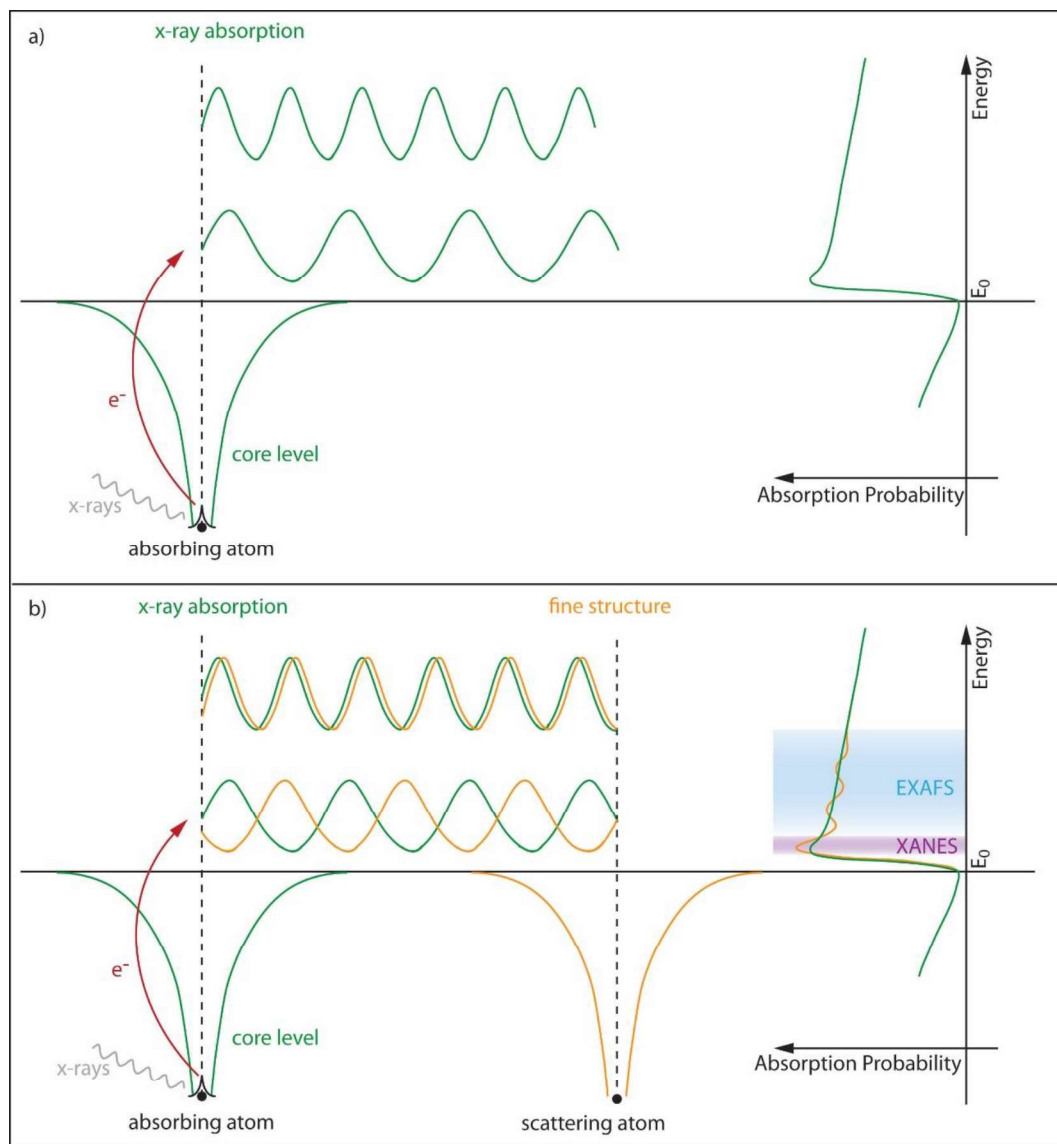 a)
x-ray absorption
Energy
E0
e-
core level
x-rays
Absorption Probability
absorbing atom
b)
x-ray absorption
fine structure
Energy
EXAFS
XANES
E0
e-
core level
x-rays
Absorption Probability
absorbing atom
scattering atom